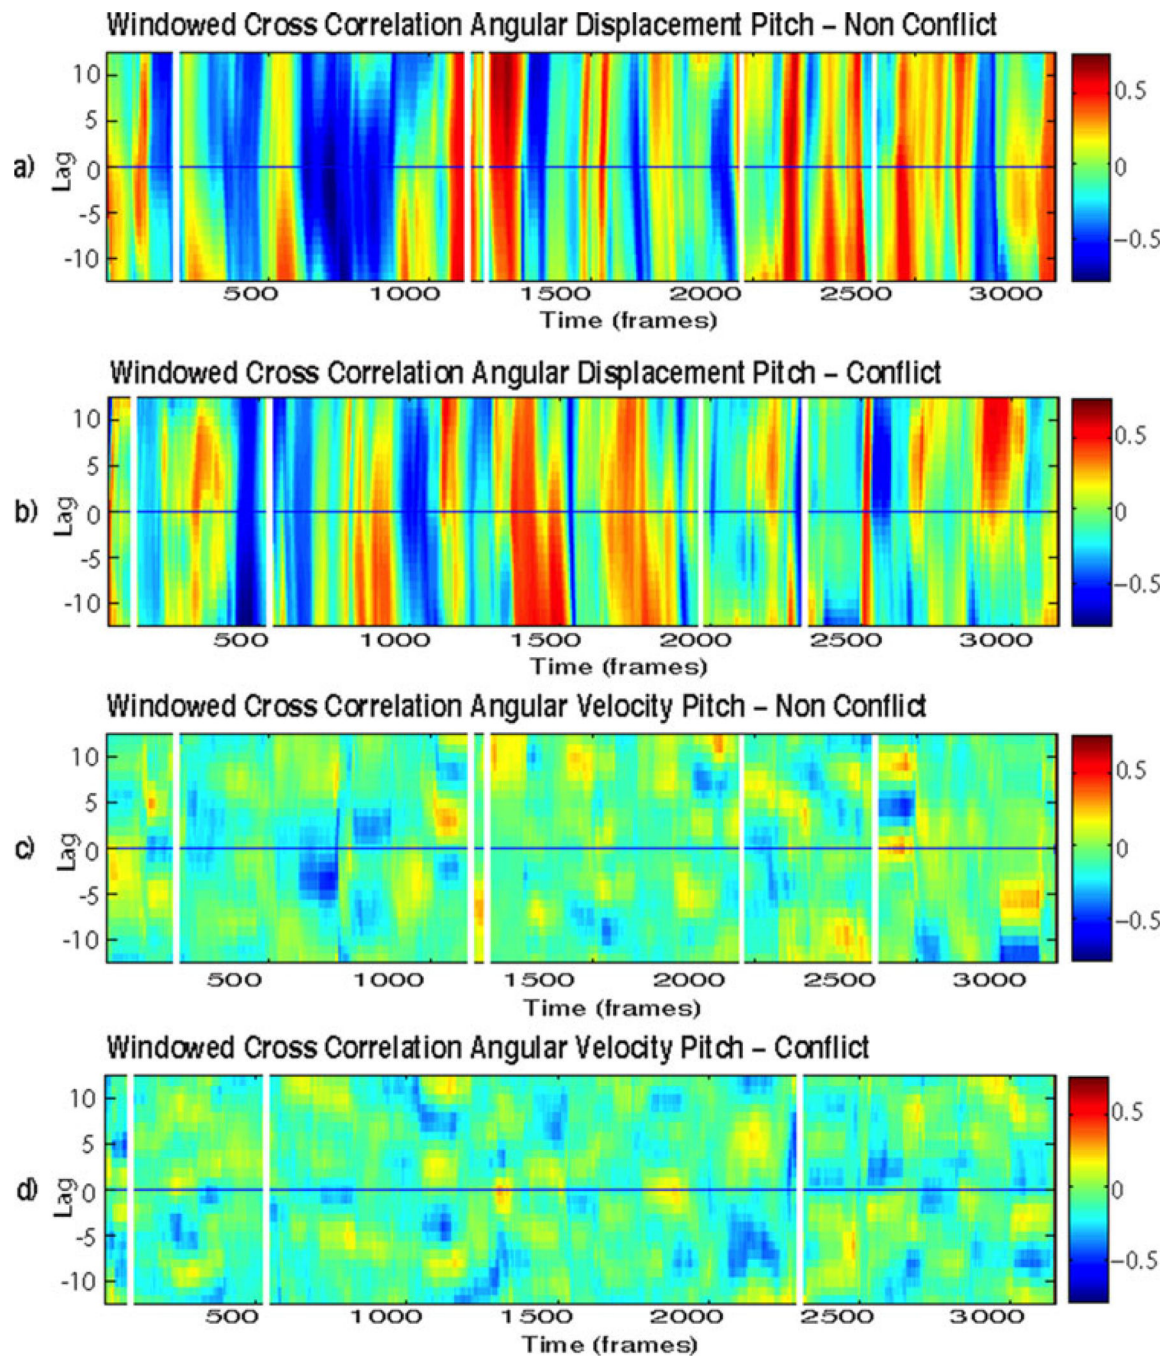 Windowed Cross Correlation Angular Displacement Pitch – Non Conflict
10
5
0
-5
-10
Lag
a)
0.5
0
−0.5
500 1000 1500 2000 2500 3000
Time (frames)
Windowed Cross Correlation Angular Displacement Pitch – Conflict
10
5
0
-5
-10
Lag
b)
0.5
0
−0.5
500 1000 1500 2000 2500 3000
Time (frames)
Windowed Cross Correlation Angular Velocity Pitch – Non Conflict
10
5
0
-5
-10
Lag
c)
0.5
0
−0.5
500 1000 1500 2000 2500 3000
Time (frames)
Windowed Cross Correlation Angular Velocity Pitch – Conflict
10
5
0
-5
-10
Lag
d)
0.5
0
−0.5
500 1000 1500 2000 2500 3000
Time (frames)